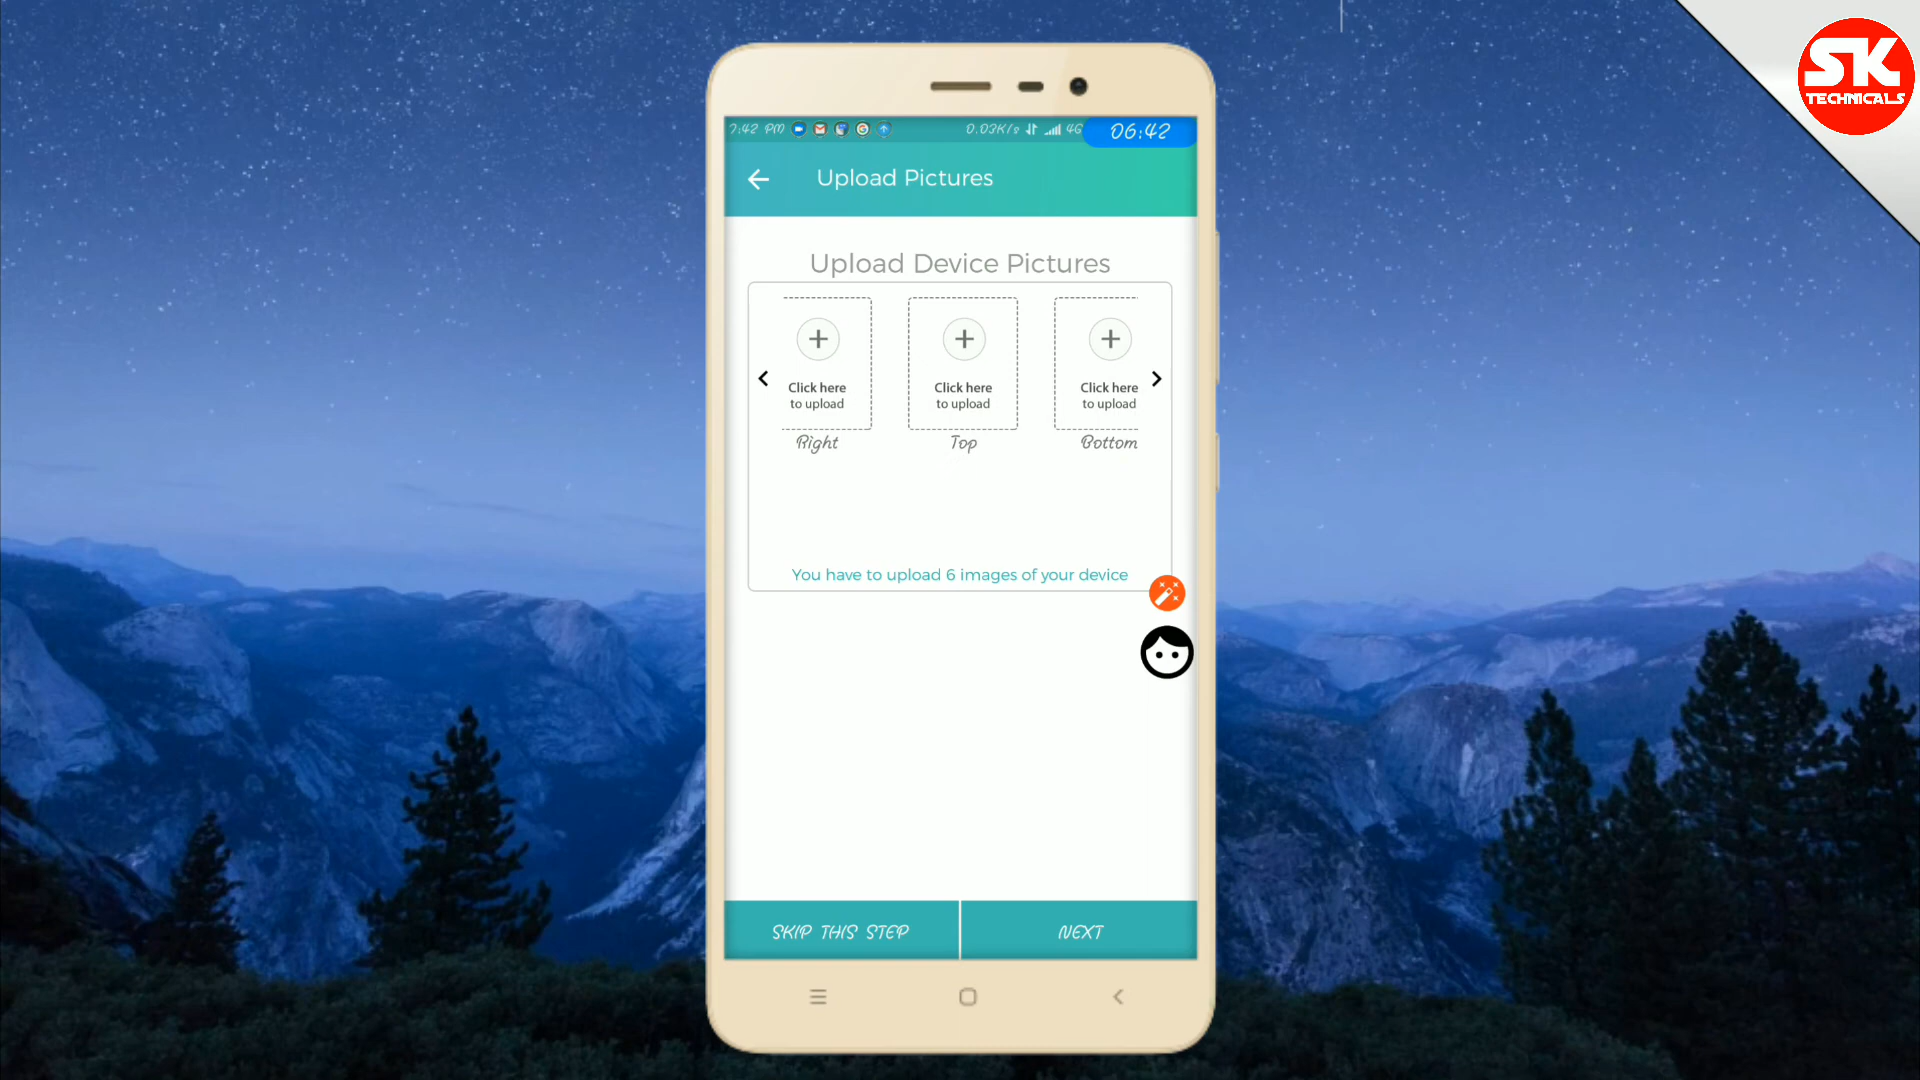 SK
TECHNICALS
7:42 PM 0.03K/s 4G 06:42
Upload Pictures
Upload Device Pictures
Click here
to upload
Right
Click here
to upload
Top
Click here
to upload
Bottom
You have to upload 6 images of your device
SKIP THIS STEP
NEXT